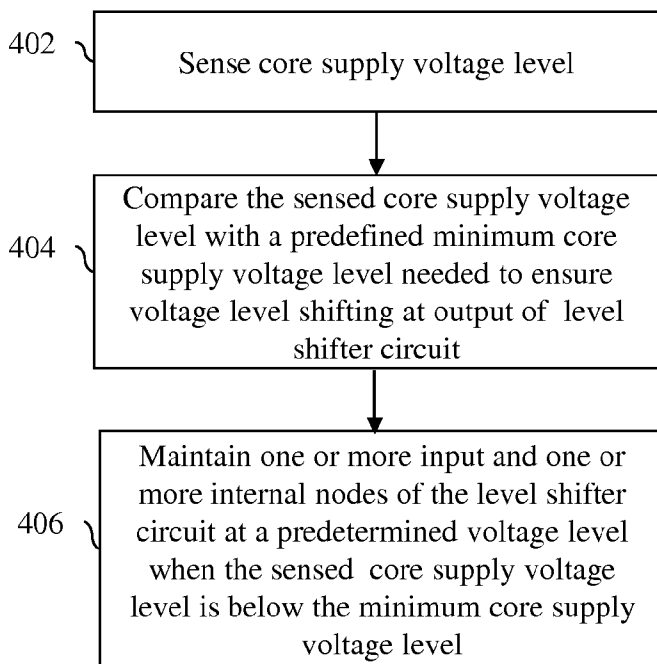 402
Sense core supply voltage level
404
Compare the sensed core supply voltage
level with a predefined minimum core
supply voltage level needed to ensure
voltage level shifting at output of level
shifter circuit
406
Maintain one or more input and one or
more internal nodes of the level shifter
circuit at a predetermined voltage level
when the sensed core supply voltage
level is below the minimum core supply
voltage level